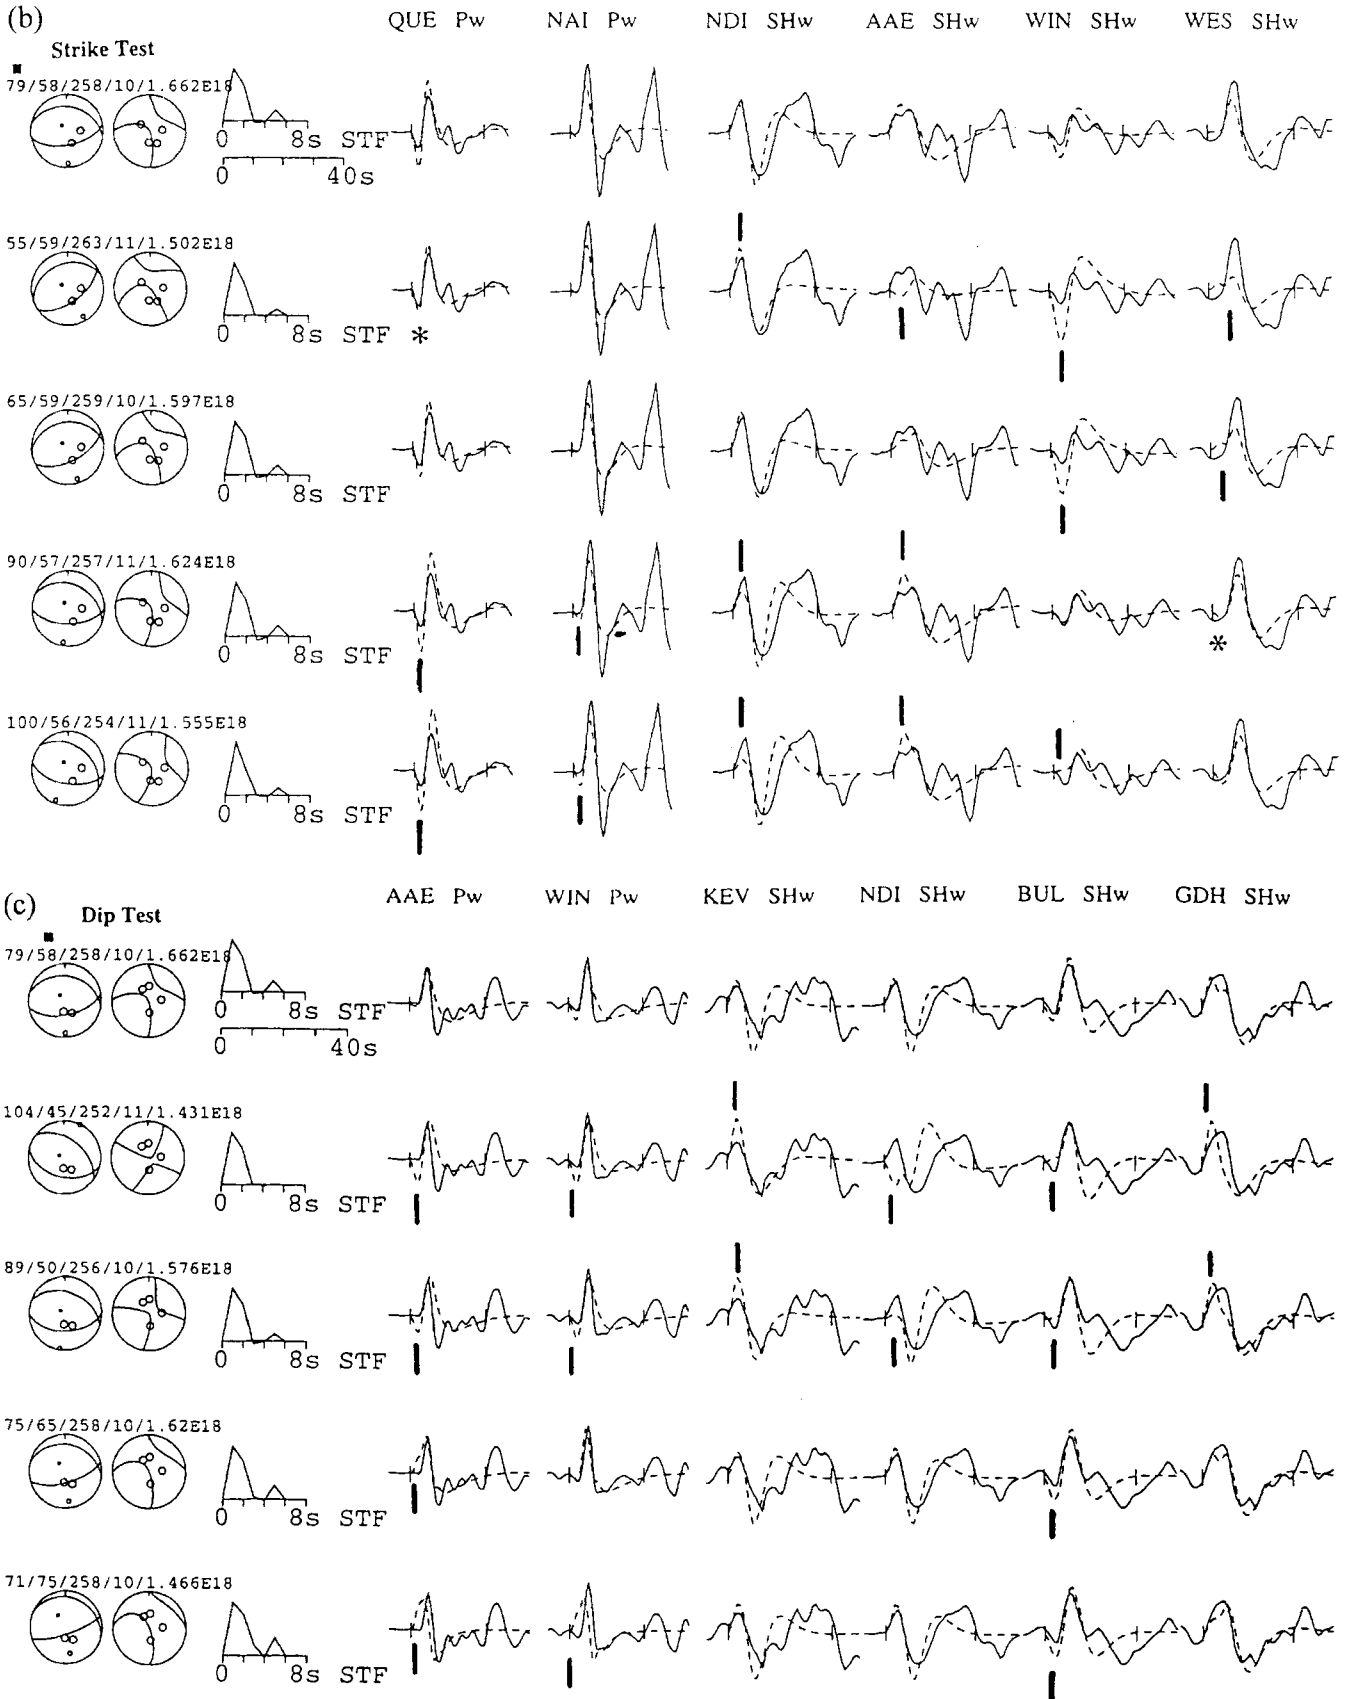 (b) QUE Pw NAI Pw NDI SHw AAE SHw WIN SHw WES SHw
Strike Test
79/58/258/10/1.662E18
0 8s STF
0 40s
55/59/263/11/1.502E18
0 8s STF *
65/59/259/10/1.597E18
0 8s STF
90/57/257/11/1.624E18
*
0 8s STF
100/56/254/11/1.555E18
0 8s STF
(c) AAE Pw WIN Pw KEV SHw NDI SHw BUL SHw GDH SHw
Dip Test
79/58/258/10/1.662E18
0 8s STF
0 40s
104/45/252/11/1.431E18
0 8s STF
89/50/256/10/1.576E18
0 8s STF
75/65/258/10/1.62E18
0 8s STF
71/75/258/10/1.466E18
0 8s STF